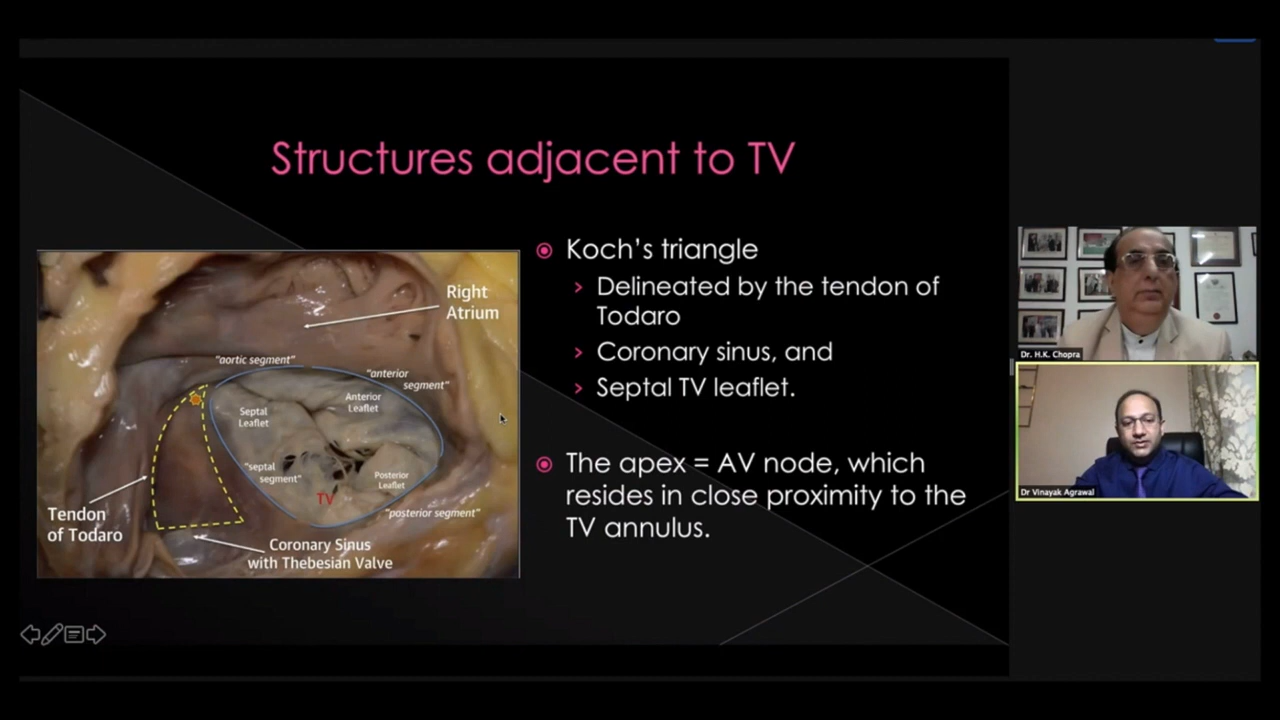 Structures adjacent to TV
Right
Atrium
"aortic segment"
"anterior
segment"
Anterior
Leaflet
Septal
Leaflet
"septal
segment"
Posterior
Leaflet
TV
"posterior segment"
Tendon
of Todaro
Coronary Sinus
with Thebesian Valve
Koch's triangle
Delineated by the tendon of
Todaro
Coronary sinus, and
Septal TV leaflet.
The apex = AV node, which
resides in close proximity to the
TV annulus.
Dr. H.K. Chopra
Dr Vinayak Agrawal